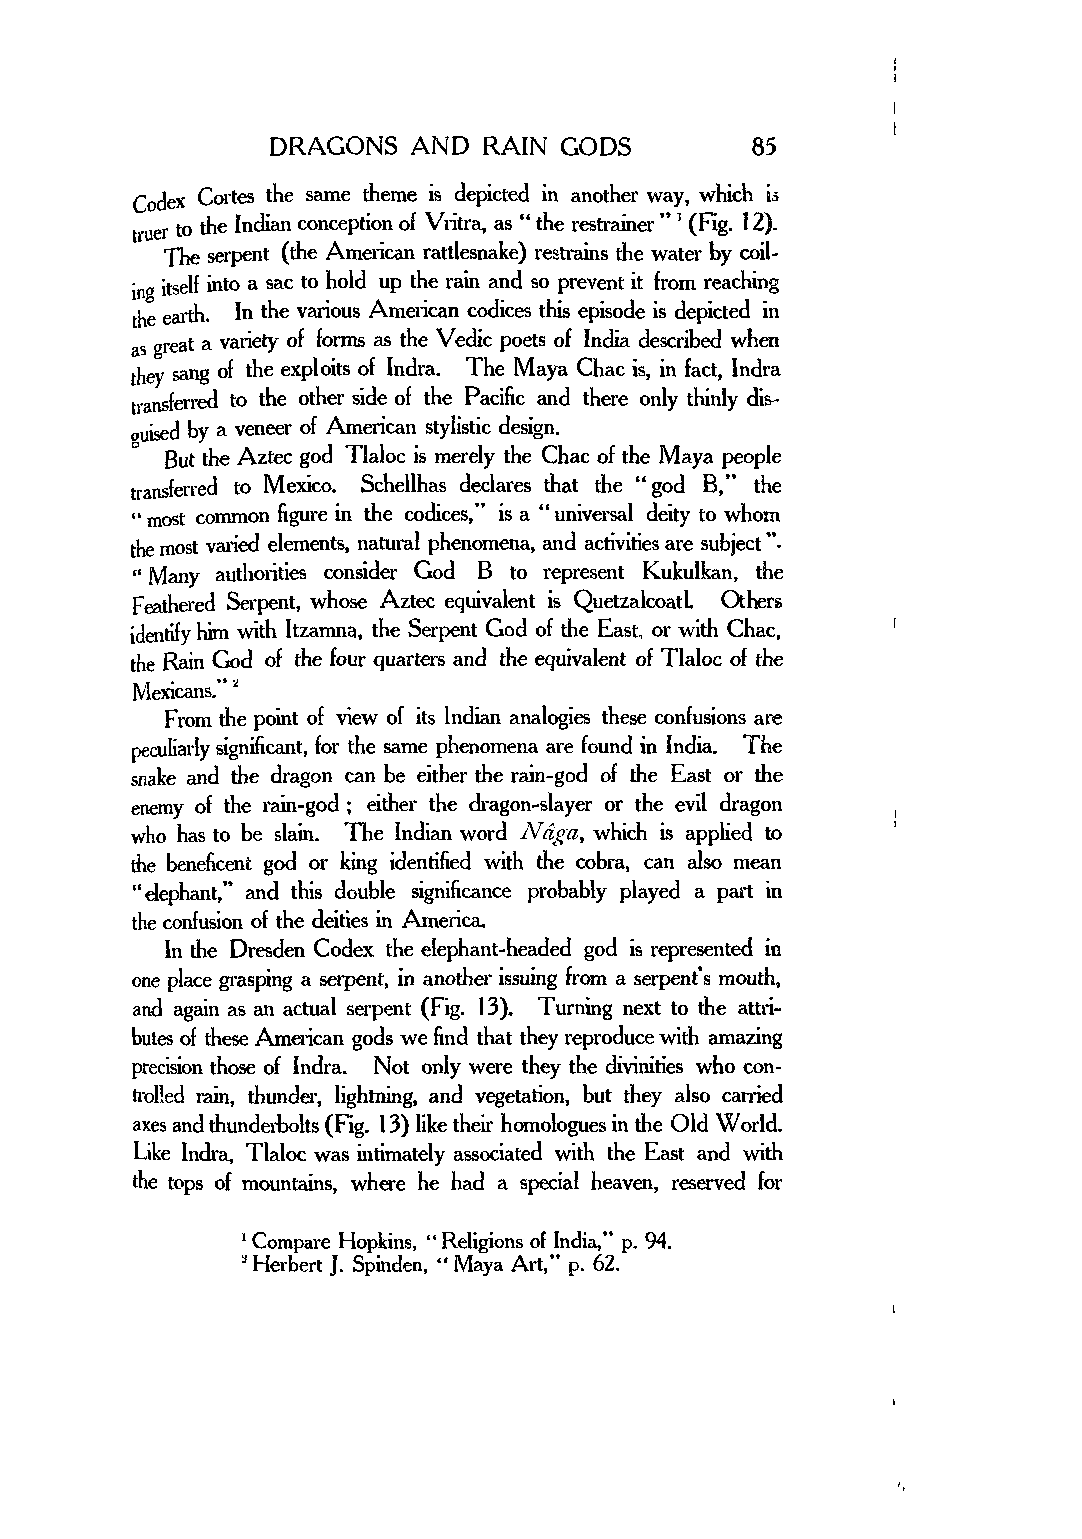 DRAGONS AND RAIN GODS 85
Codex Cortes the same theme is depicted in another way, which is
truer to the Indian conception of Vritra, as “ the restrainer ” ¹ (Fig. 12).
The serpent (the American rattlesnake) restrains the water by coil-
ing itself into a sac to hold up the rain and so prevent it from reaching
the earth. In the various American codices this episode is depicted in
as great a variety of forms as the Vedic poets of India described when
they sang of the exploits of Indra. The Maya Chac is, in fact, Indra
transferred to the other side of the Pacific and there only thinly dis-
guised by a veneer of American stylistic design.
But the Aztec god Tlaloc is merely the Chac of the Maya people
transferred to Mexico. Schellhas declares that the “god B,” the
“ most common figure in the codices,” is a “universal deity to whom
the most varied elements, natural phenomena, and activities are subject”.
“ Many authorities consider God B to represent Kukulkan, the
Feathered Serpent, whose Aztec equivalent is Quetzalcoatl. Others
identify him with Itzamna, the Serpent God of the East, or with Chac,
the Rain God of the four quarters and the equivalent of Tlaloc of the
Mexicans.” ²
From the point of view of its Indian analogies these confusions are
peculiarly significant, for the same phenomena are found in India. The
snake and the dragon can be either the rain-god of the East or the
enemy of the rain-god ; either the dragon-slayer or the evil dragon
who has to be slain. The Indian word Nâga, which is applied to
the beneficent god or king identified with the cobra, can also mean
“elephant,” and this double significance probably played a part in
the confusion of the deities in America.
In the Dresden Codex the elephant-headed god is represented in
one place grasping a serpent, in another issuing from a serpent's mouth,
and again as an actual serpent (Fig. 13). Turning next to the attri-
butes of these American gods we find that they reproduce with amazing
precision those of Indra. Not only were they the divinities who con-
trolled rain, thunder, lightning, and vegetation, but they also carried
axes and thunderbolts (Fig. 13) like their homologues in the Old World.
Like Indra, Tlaloc was intimately associated with the East and with
the tops of mountains, where he had a special heaven, reserved for
¹ Compare Hopkins, “ Religions of India,” p. 94.
² Herbert J. Spinden, “ Maya Art,” p. 62.